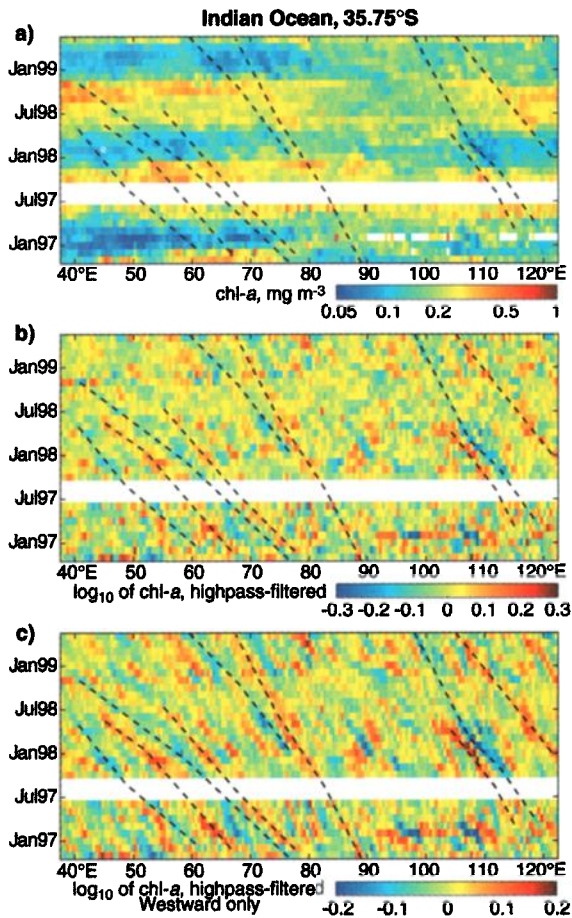 Indian Ocean, 35.75°S
a)
Jan99
Jul98
Jan98
Jul97
Jan97
40°E 50 60 70 80 90 100 110 120°E
chl-a, mg m-3
0.05 0.1 0.2 0.5 1
b)
Jan99
Jul98
Jan98
Jul97
Jan97
40°E 50 60 70 80 90 100 110 120°E
log10 of chl-a, highpass-filtered
-0.3 -0.2 -0.1 0 0.1 0.2 0.3
c)
Jan99
Jul98
Jan98
Jul97
Jan97
40°E 50 60 70 80 90 100 110 120°E
log10 of chl-a, highpass-filtered
Westward only
-0.2 -0.1 0 0.1 0.2